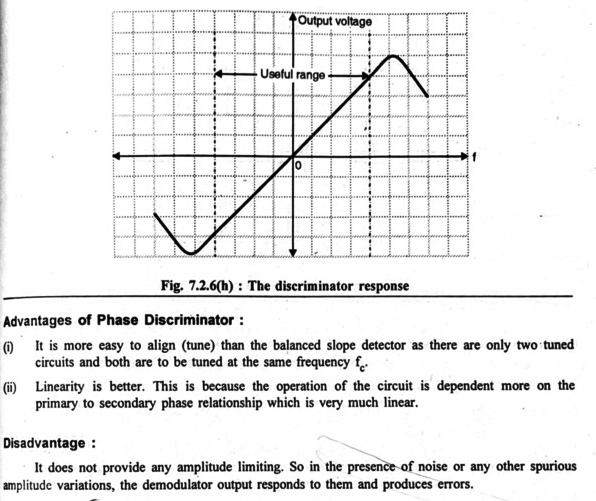 Output voltage
Useful range
0
f
Fig. 7.2.6(h) : The discriminator response
Advantages of Phase Discriminator :
(i) It is more easy to align (tune) than the balanced slope detector as there are only two tuned
circuits and both are to be tuned at the same frequency fc.
(ii) Linearity is better. This is because the operation of the circuit is dependent more on the
primary to secondary phase relationship which is very much linear.
Disadvantage :
It does not provide any amplitude limiting. So in the presence of noise or any other spurious
amplitude variations, the demodulator output responds to them and produces errors.